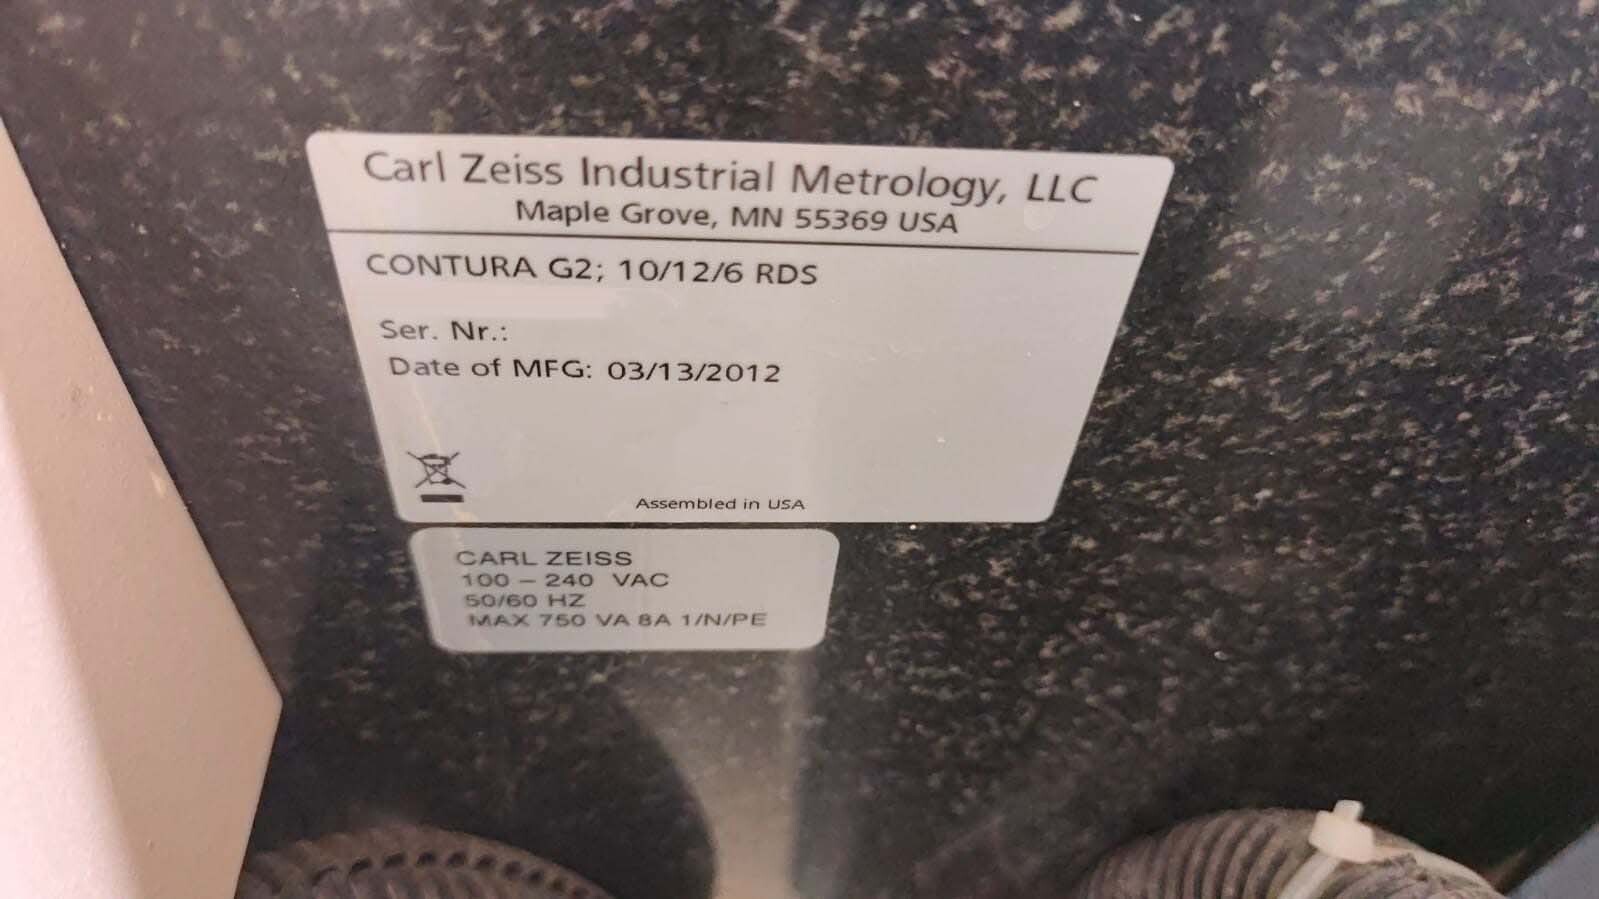 Carl Zeiss Industrial Metrology, LLC
Maple Grove, MN 55369 USA
CONTURA G2; 10/12/6 RDS
Ser. Nr.:
Date of MFG: 03/13/2012
Assembled in USA
CARL ZEISS
100 – 240 VAC
50/60 HZ
MAX 750 VA 8A 1/N/PE